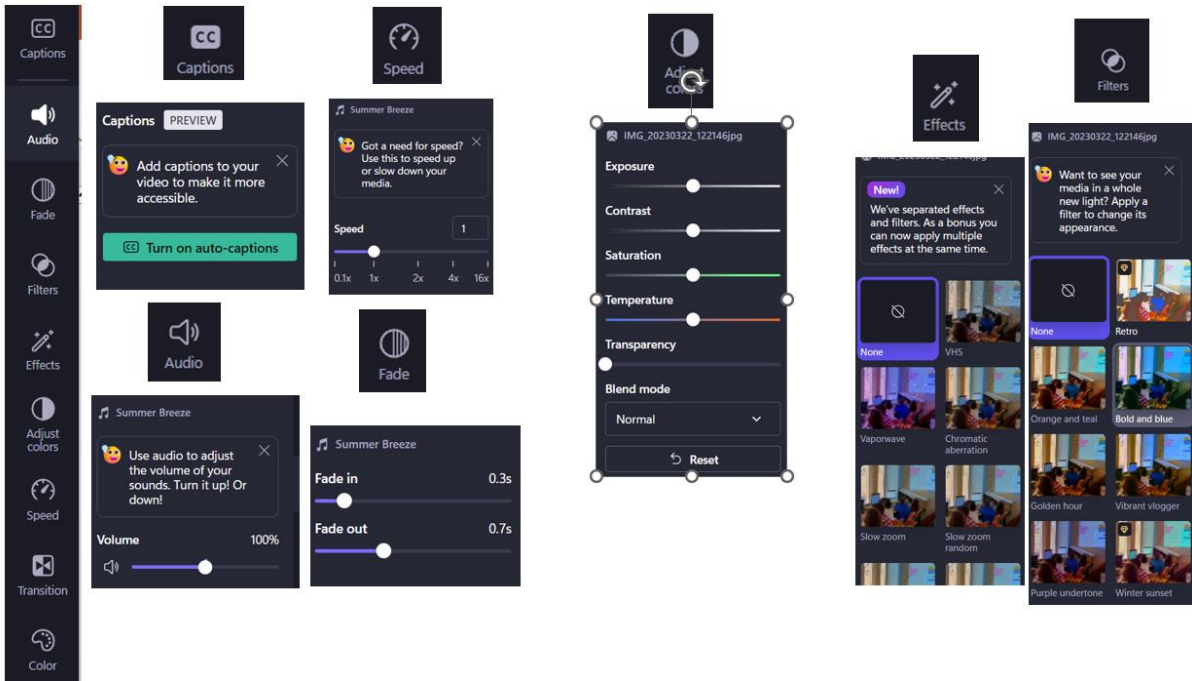 Captions
Audio
Fade
Filters
Effects
Adjust
colors
Speed
Transition
Color
CC
Captions
Captions PREVIEW
Add captions to your
video to make it more
accessible.
CC Turn on auto-captions
Speed
Summer Breeze
Got a need for speed?
Use this to speed up
or slow down your
media.
Speed 1
0.1x 1x 2x 4x 16x
Audio
Summer Breeze
Use audio to adjust
the volume of your
sounds. Turn it up! Or
down!
Volume 100%
Fade
Summer Breeze
Fade in 0.3s
Fade out 0.7s
Adjust
colors
IMG_20230322_122146jpg
Exposure
Contrast
Saturation
Temperature
Transparency
Blend mode
Normal
Reset
Effects
IMG_20230322_122146jpg
New!
We've separated effects
and filters. As a bonus you
can now apply multiple
effects at the same time.
None VHS
Vaporwave Chromatic
aberration
Slow zoom Slow zoom
random
Filters
IMG_20230322_122146jpg
Want to see your
media in a whole
new light? Apply a
filter to change its
appearance.
None Retro
Orange and teal Bold and blue
Golden hour Vibrant vlogger
Purple undertone Winter sunset